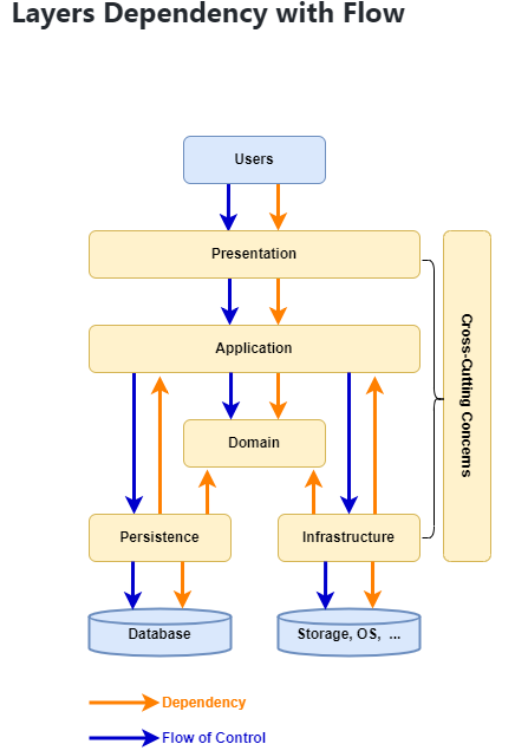 Layers Dependency with Flow
Users
Presentation
Application
Cross-Cutting Concerns
Domain
Persistence
Infrastructure
Database
Storage, OS, ...
Dependency
Flow of Control